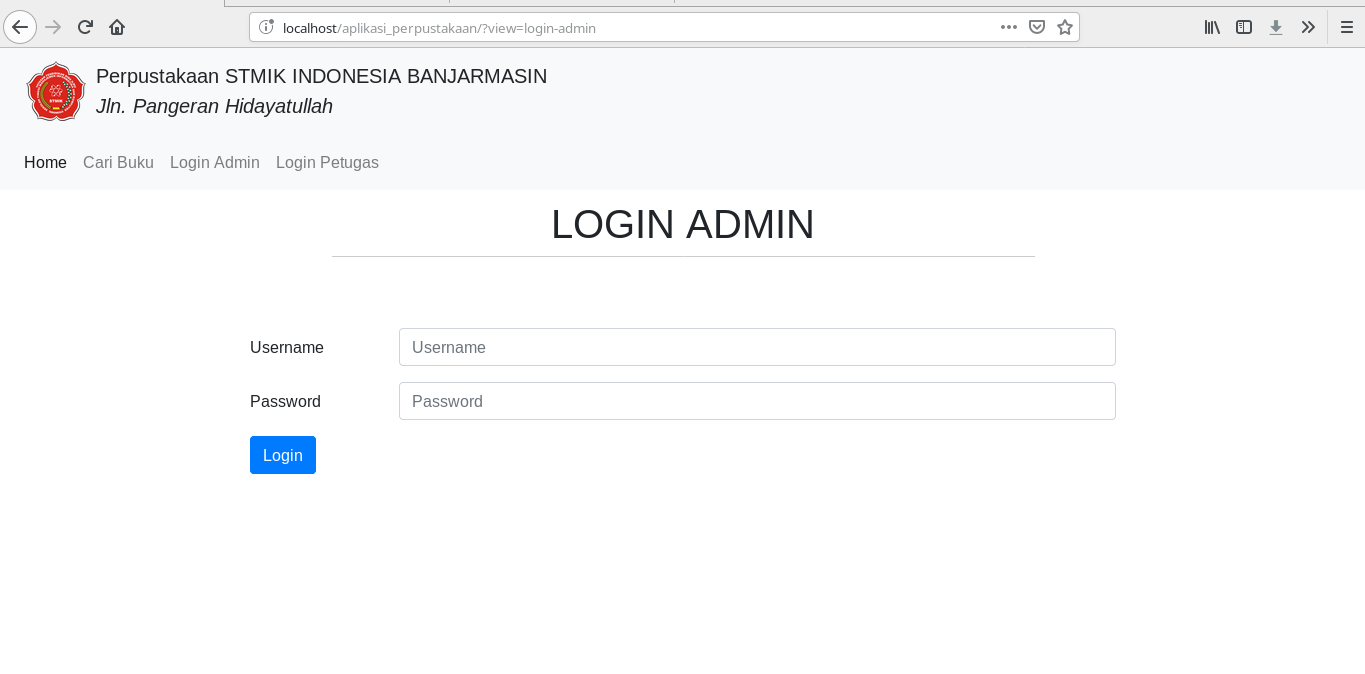 localhost/aplikasi_perpustakaan/?view=login-admin
Perpustakaan STMIK INDONESIA BANJARMASIN
Jln. Pangeran Hidayatullah
Home Cari Buku Login Admin Login Petugas
LOGIN ADMIN
Username Username
Password Password
Login